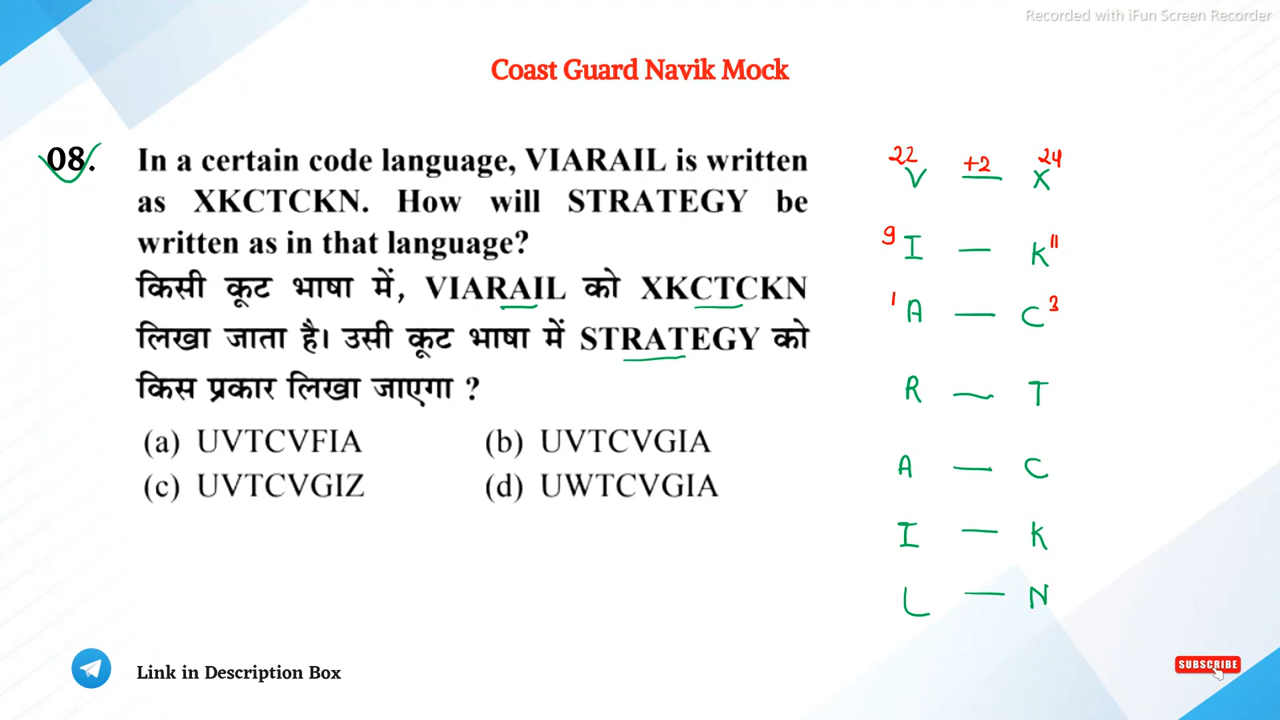 Recorded with iFun Screen Recorder
Coast Guard Navik Mock
08. In a certain code language, VIARAIL is written
as XKCTCKN. How will STRATEGY be
written as in that language?
किसी कूट भाषा में, VIARAIL को XKCTCKN
लिखा जाता है। उसी कूट भाषा में STRATEGY को
किस प्रकार लिखा जाएगा ?
(a) UVTCVFIA (b) UVTCVGIA
(c) UVTCVGIZ (d) UWTCVGIA
22 V +2 X 24
9 I — K 11
1 A — C 3
R — T
A — C
I — K
L — N
Link in Description Box
SUBSCRIBE